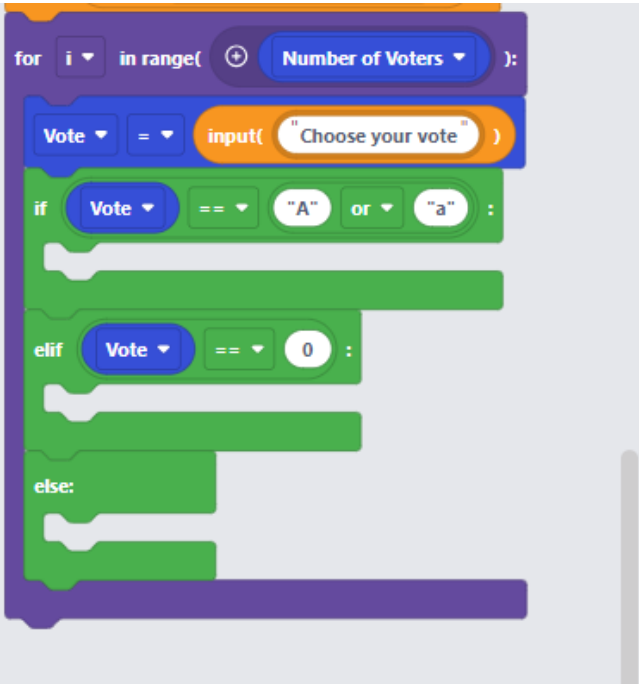 for i in range( Number of Voters ):
Vote = input( "Choose your vote" )
if Vote == "A" or "a" :
elif Vote == 0 :
else: